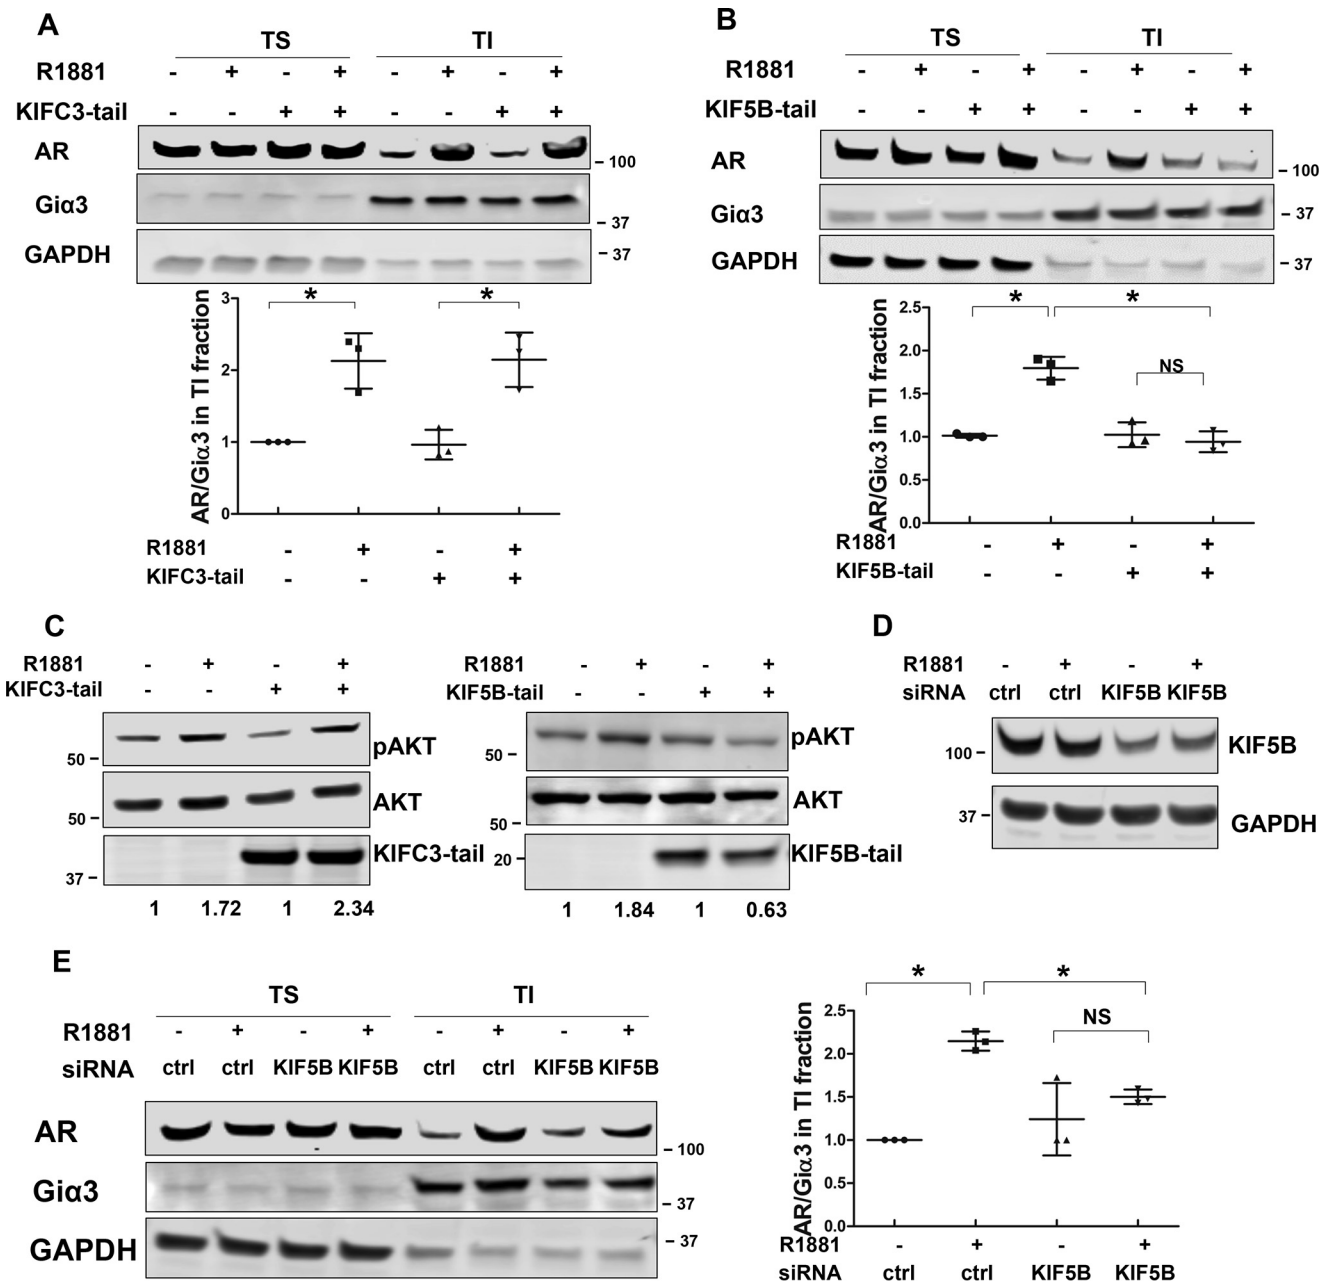 A
TS TI
R1881 - + - + - + - +
KIFC3-tail - - + + - - + +
AR
- 100
Giα3
- 37
GAPDH
- 37
AR/Giα3 in TI fraction
3
2
1
0
* *
R1881 - + - +
KIFC3-tail - - + +
B
TS TI
R1881 - + - + - + - +
KIF5B-tail - - + + - - + +
AR
- 100
Giα3
- 37
GAPDH
- 37
AR/Giα3 in TI fraction
2.5
2.0
1.5
1.0
0.5
0.0
* *
NS
R1881 - + - +
KIF5B-tail - - + +
C
R1881 - + - +
KIFC3-tail - - + +
50 -
pAKT
50 -
AKT
37 -
KIFC3-tail
1 1.72 1 2.34
R1881 - + - +
KIF5B-tail - - + +
50 -
pAKT
50 -
AKT
20 -
KIF5B-tail
1 1.84 1 0.63
D
R1881 - + - +
siRNA ctrl ctrl KIF5B KIF5B
100 -
KIF5B
37 -
GAPDH
E
TS TI
R1881 - + - + - + - +
siRNA ctrl ctrl KIF5B KIF5B ctrl ctrl KIF5B KIF5B
AR
- 100
Giα3
- 37
GAPDH
- 37
AR/Giα3 in TI fraction
2.5
2.0
1.5
1.0
0.5
0.0
* *
NS
R1881 - + - +
siRNA ctrl ctrl KIF5B KIF5B